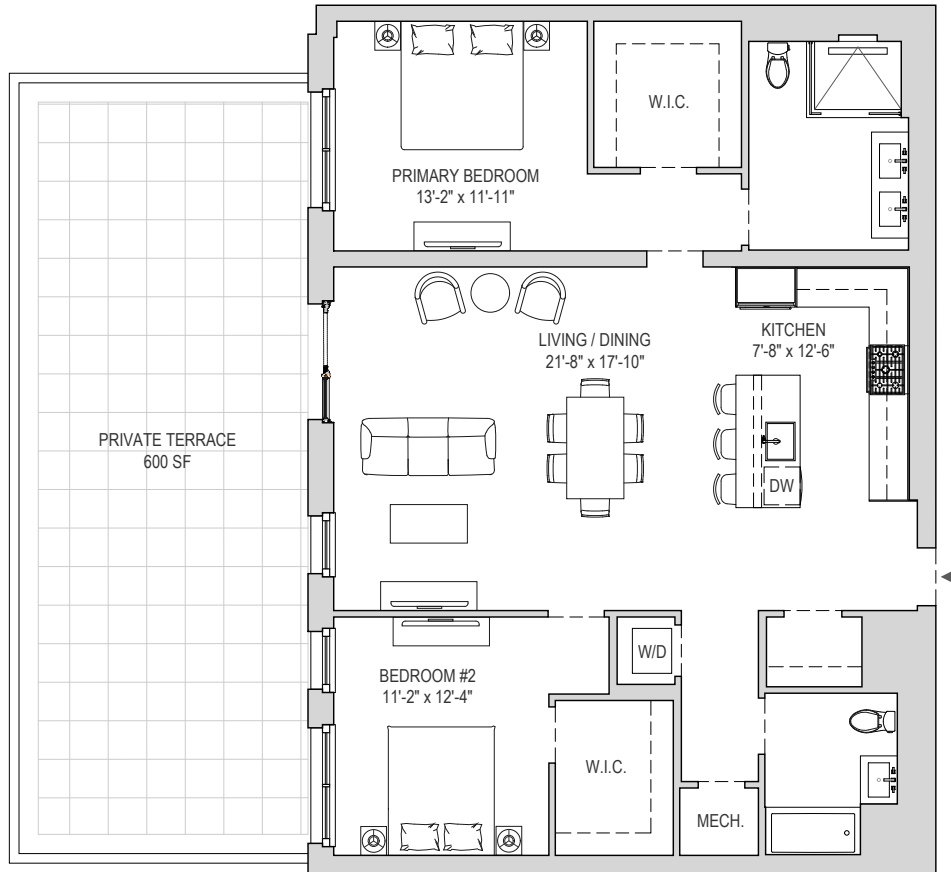 W.I.C.
PRIMARY BEDROOM
13'-2" x 11'-11"
LIVING / DINING
21'-8" x 17'-10"
KITCHEN
7'-8" x 12'-6"
PRIVATE TERRACE
600 SF
DW
W/D
BEDROOM #2
11'-2" x 12'-4"
W.I.C.
MECH.